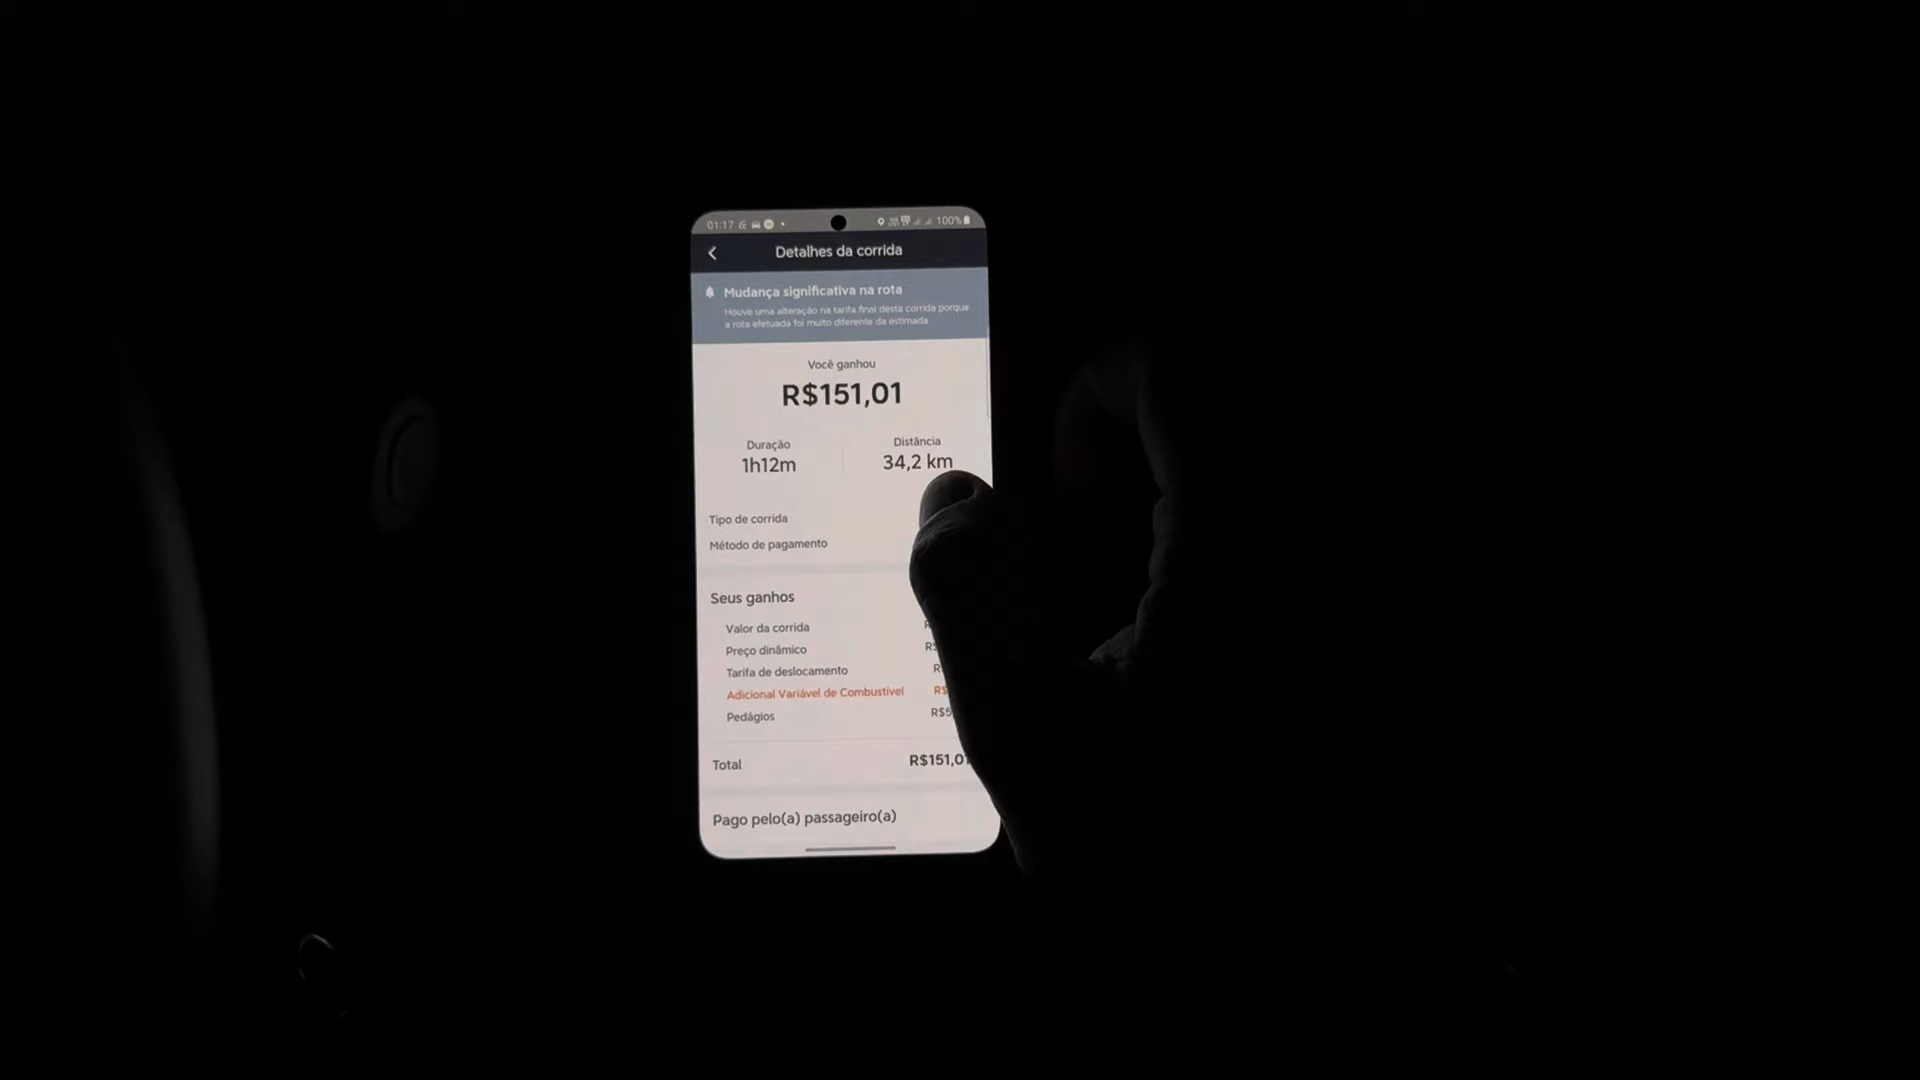 01:17
100%
Detalhes da corrida
Mudança significativa na rota
Houve uma alteração na tarifa final desta corrida porque
a rota efetuada foi muito diferente da estimada
Você ganhou
R$151,01
Duração
Distância
1h12m
34,2 km
Tipo de corrida
Método de pagamento
Seus ganhos
Valor da corrida
Preço dinâmico
Tarifa de deslocamento
Adicional Variável de Combustível R$
Pedágios R$5
Total R$151,01
Pago pelo(a) passageiro(a)